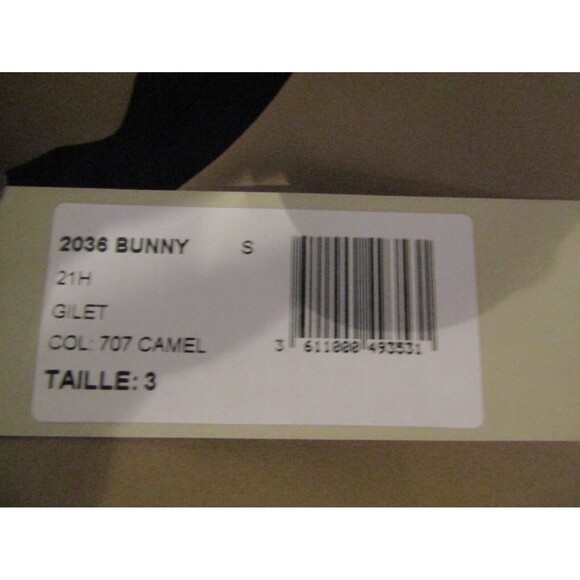 2036 BUNNY S
21H
GILET
COL: 707 CAMEL
TAILLE: 3
3 611000 493531